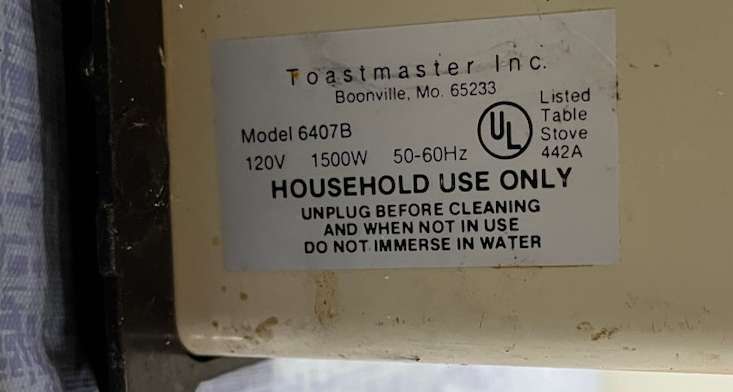 Toastmaster Inc.
Boonville, Mo. 65233
Model 6407B
120V 1500W 50-60Hz
UL
Listed
Table
Stove
442A
HOUSEHOLD USE ONLY
UNPLUG BEFORE CLEANING
AND WHEN NOT IN USE
DO NOT IMMERSE IN WATER